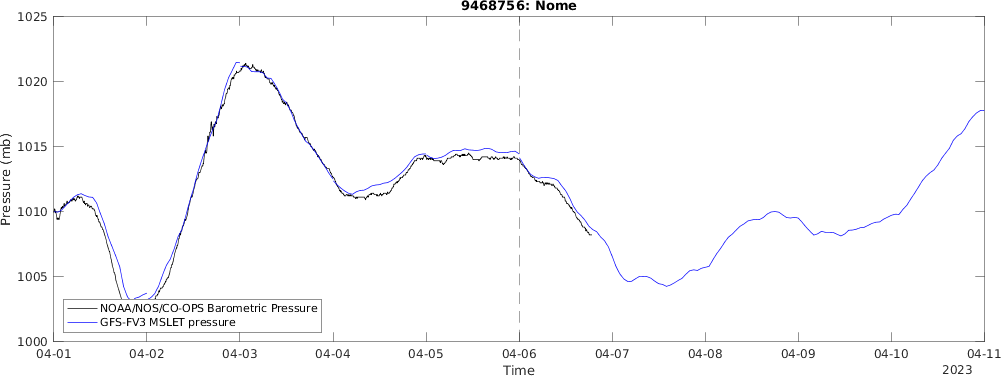 9468756: Nome
Pressure (mb)
1025
1020
1015
1010
1005
1000
NOAA/NOS/CO-OPS Barometric Pressure
GFS-FV3 MSLET pressure
04-01 04-02 04-03 04-04 04-05 04-06 04-07 04-08 04-09 04-10 04-11
Time
2023